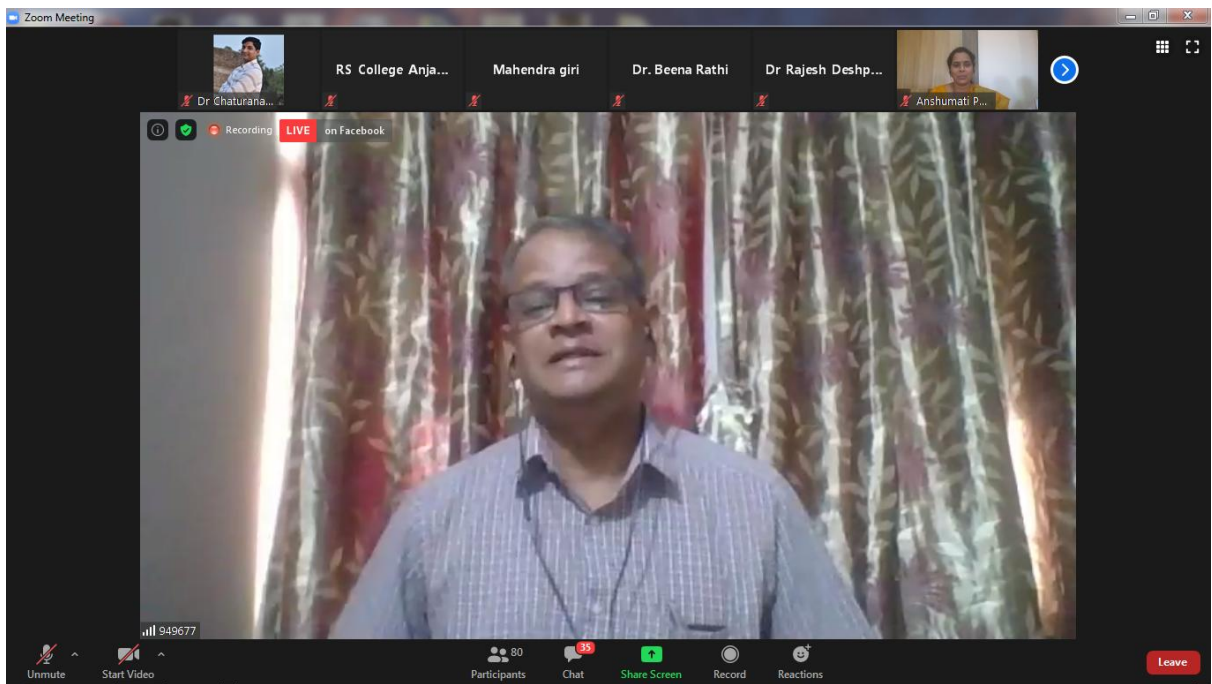 Zoom Meeting
Dr Chaturana...
RS College Anja...
Mahendra giri
Dr. Beena Rathi
Dr Rajesh Deshp...
Anshumati P...
Recording LIVE on Facebook
949677
Unmute
Start Video
80
Participants
35
Chat
Share Screen
Record
Reactions
Leave